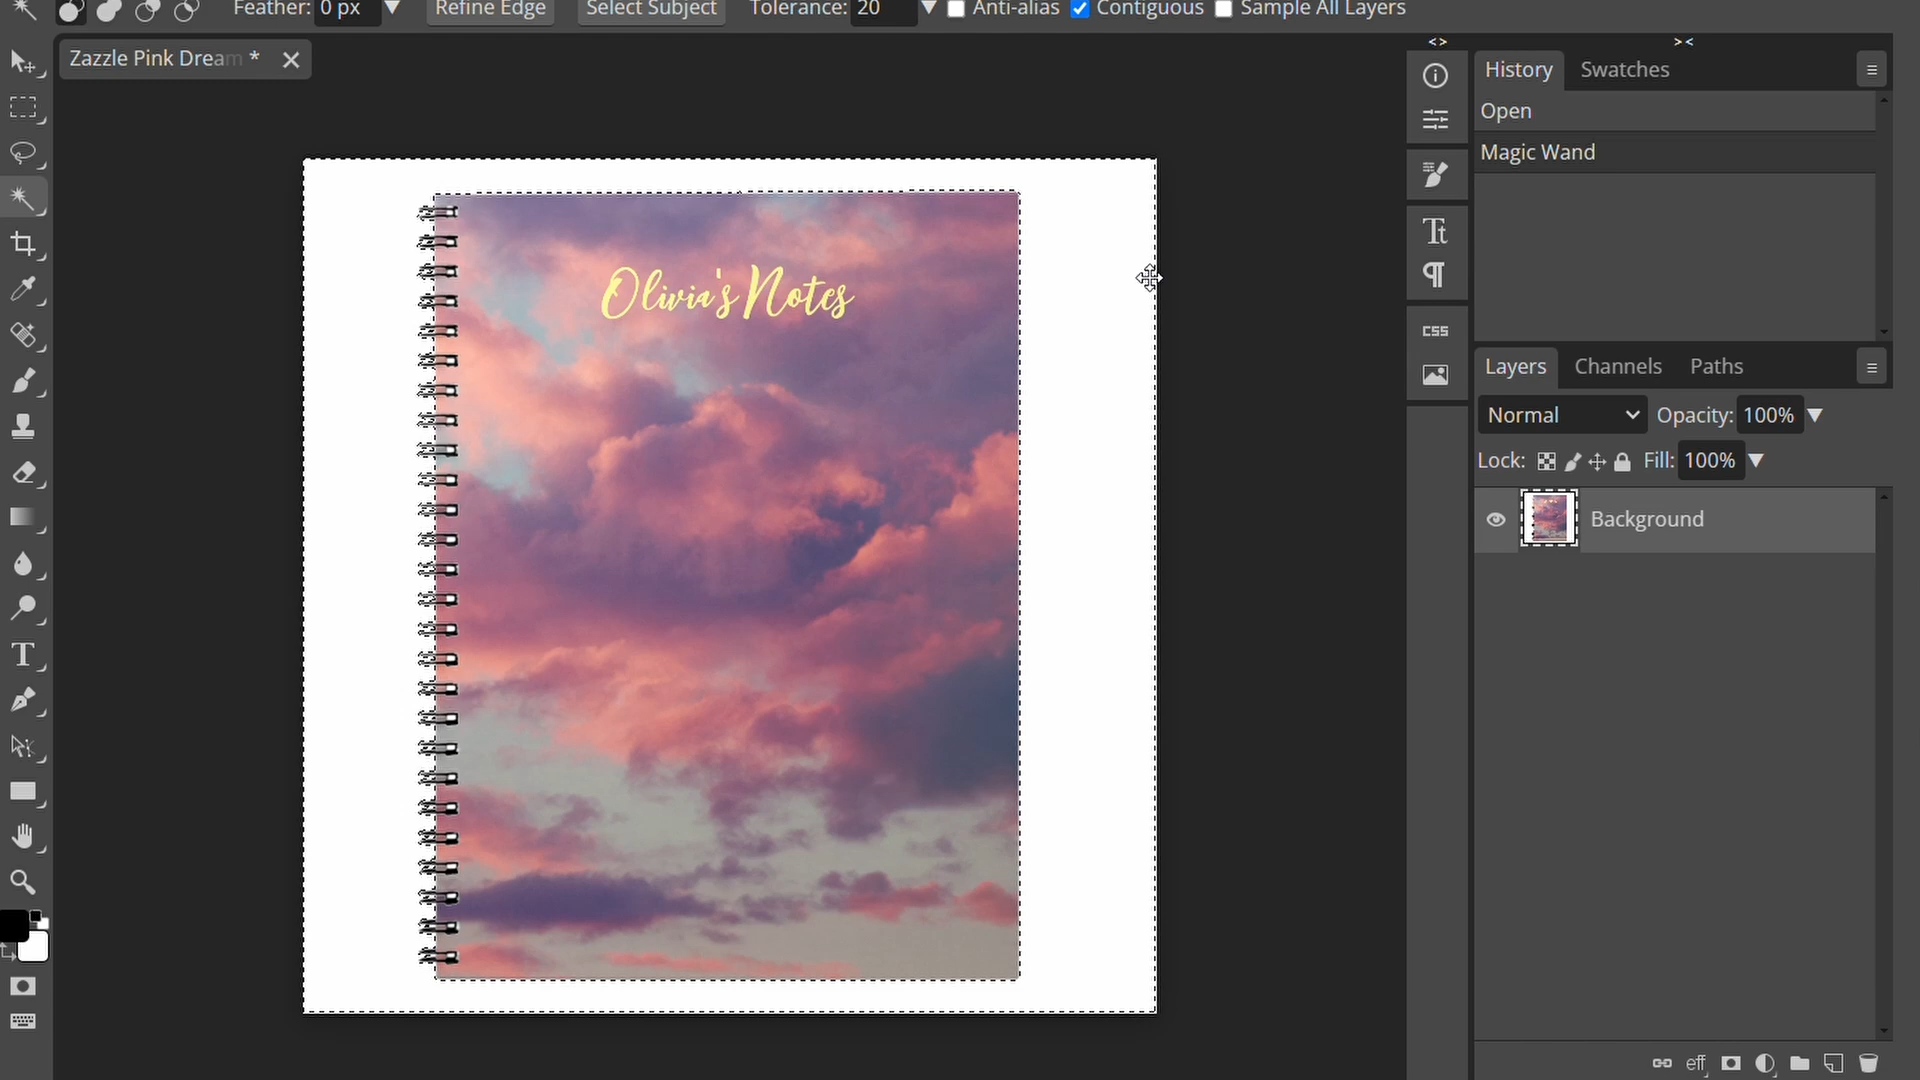 Feather: 0 px Refine Edge Select Subject Tolerance: 20 Anti-alias Contiguous Sample All Layers
Zazzle Pink Dream *
History Swatches
Open
Magic Wand
Olivia's Notes
Tt
CSS
Layers Channels Paths
Normal Opacity: 100%
Lock: Fill: 100%
Background
T
eff